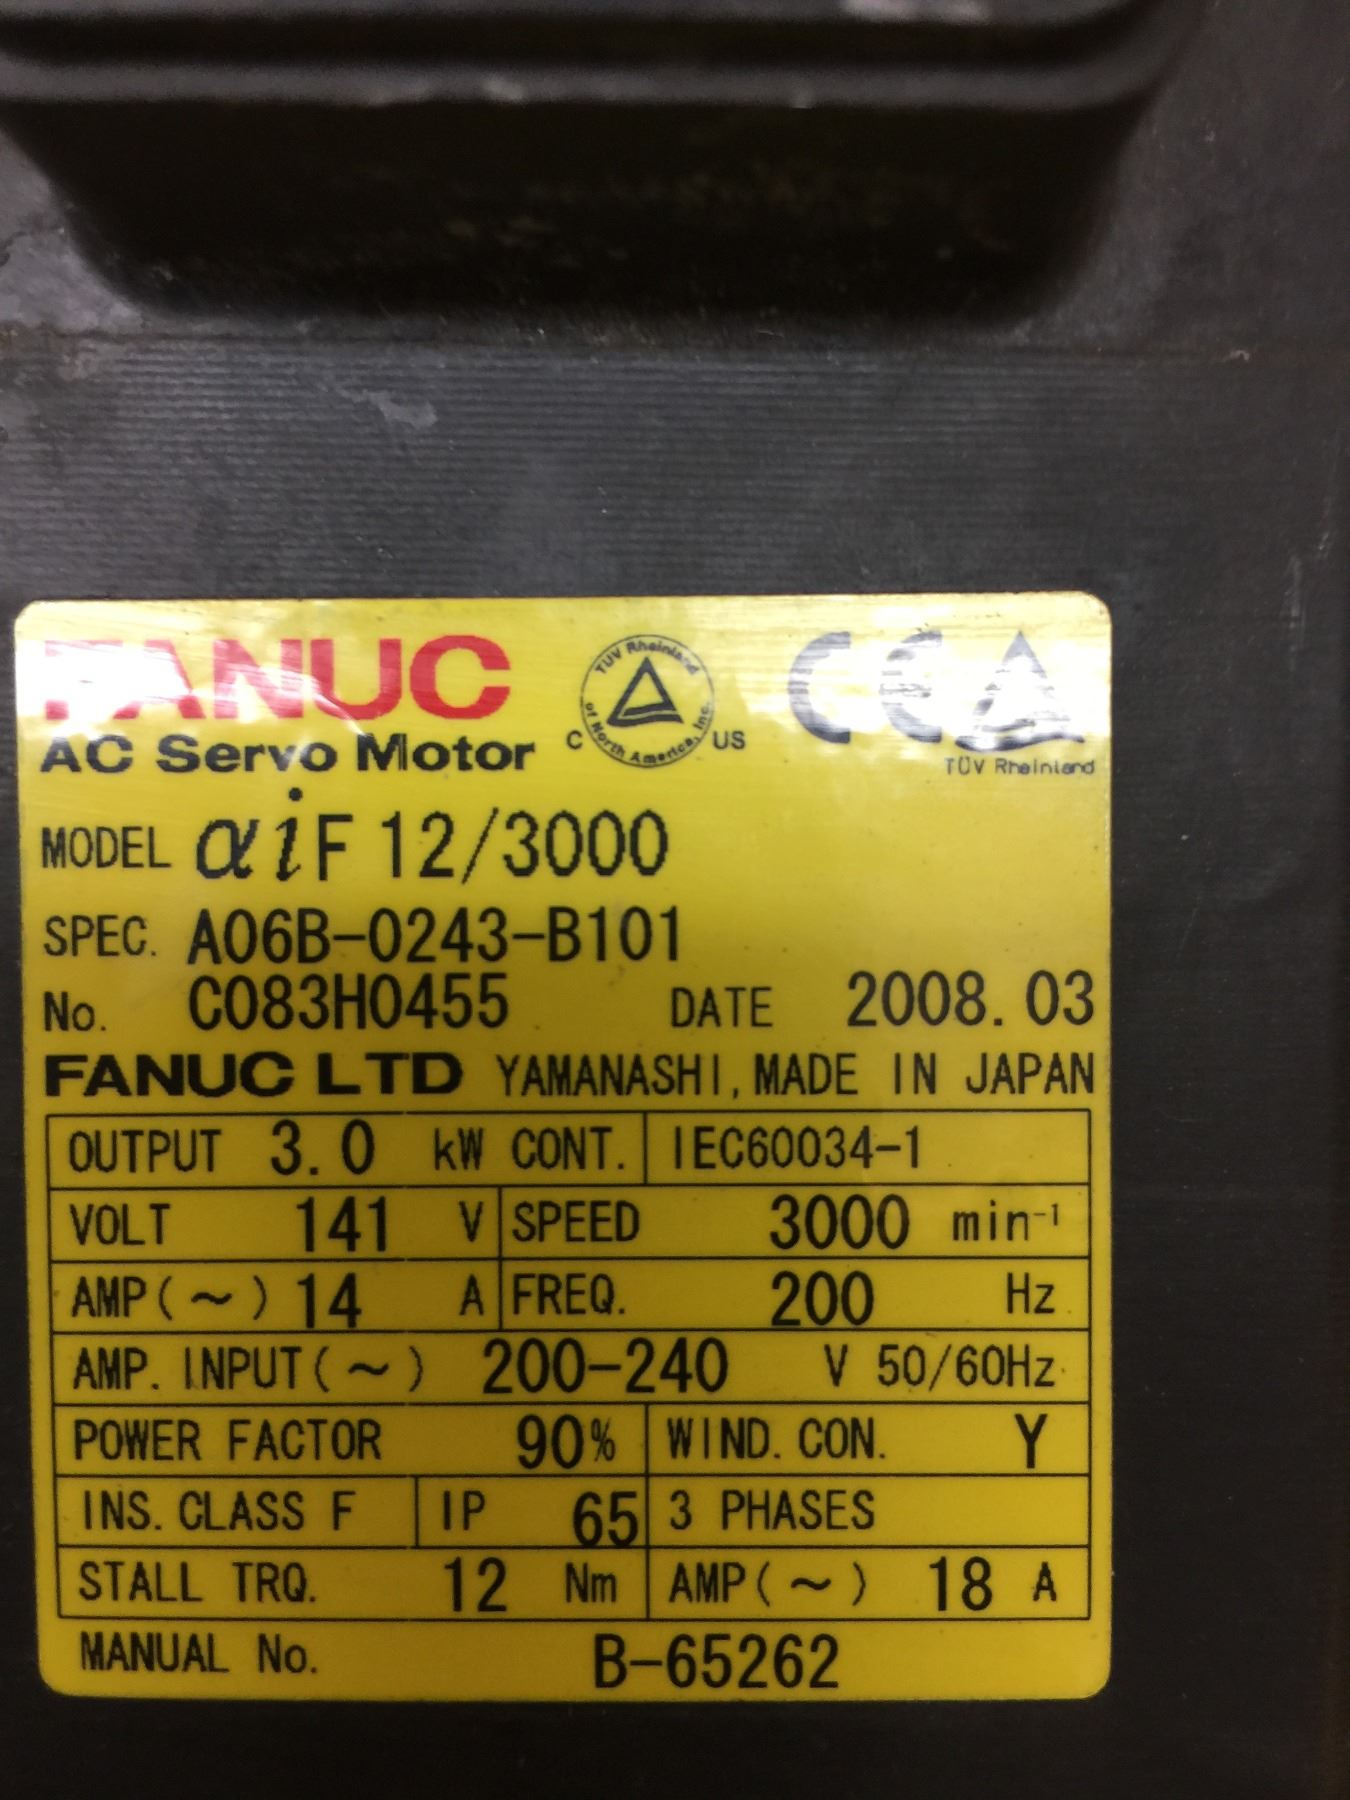 FANUC
AC Servo Motor
TÜV Rheinland of North America, Inc.
C US
CE
TÜV Rheinland
MODEL αiF 12/3000
SPEC. A06B-0243-B101
No. C083H0455 DATE 2008.03
FANUC LTD YAMANASHI, MADE IN JAPAN
OUTPUT 3.0 kW CONT. IEC60034-1
VOLT 141 V SPEED 3000 min⁻¹
AMP(~) 14 A FREQ. 200 Hz
AMP. INPUT(~) 200-240 V 50/60Hz
POWER FACTOR 90% WIND. CON. Y
INS. CLASS F IP 65 3 PHASES
STALL TRQ. 12 Nm AMP(~) 18 A
MANUAL No. B-65262